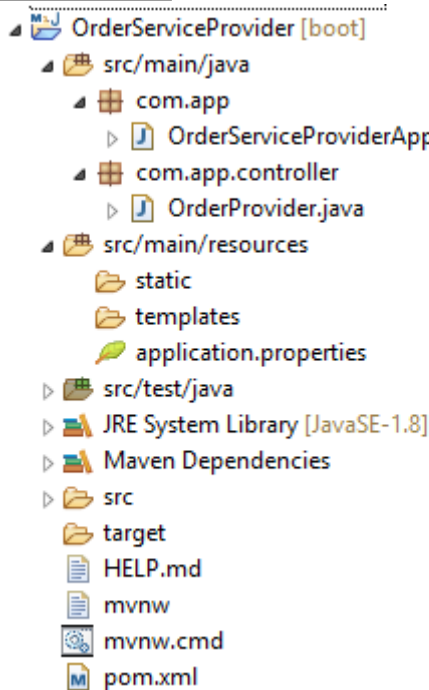 OrderServiceProvider [boot]
src/main/java
com.app
OrderServiceProviderApp
com.app.controller
OrderProvider.java
src/main/resources
static
templates
application.properties
src/test/java
JRE System Library [JavaSE-1.8]
Maven Dependencies
src
target
HELP.md
mvnw
mvnw.cmd
pom.xml